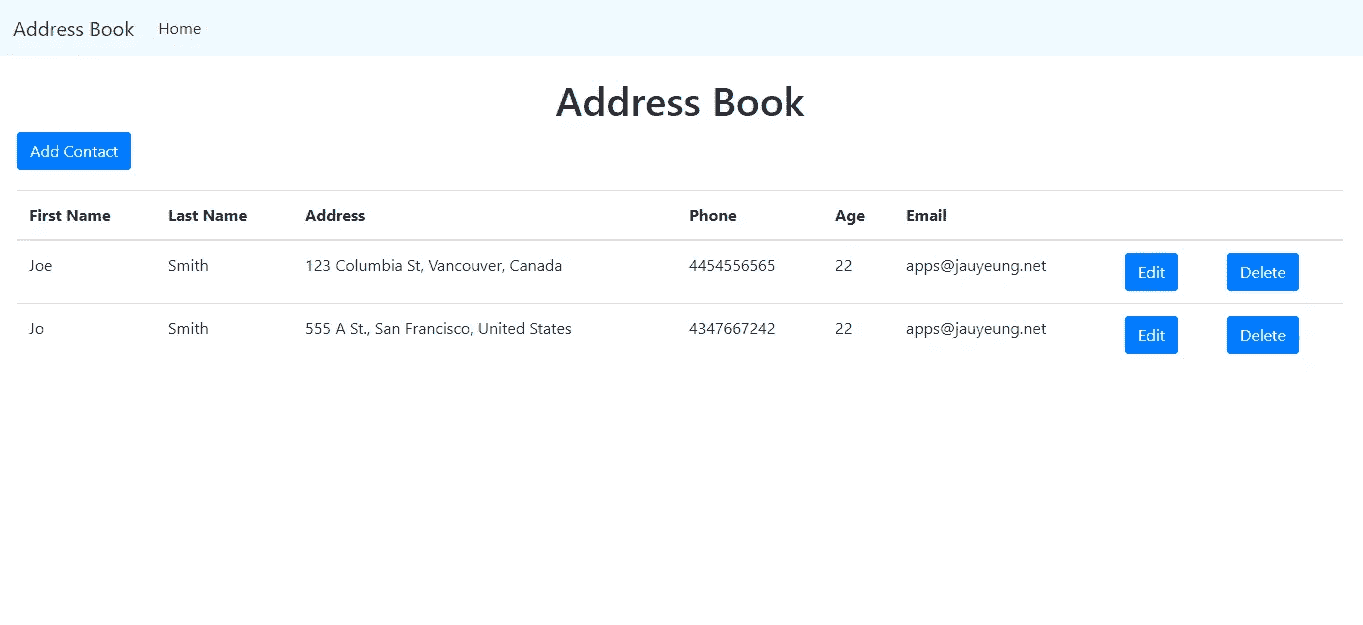 Address Book Home
Address Book
Add Contact
First Name Last Name Address Phone Age Email
Joe Smith 123 Columbia St, Vancouver, Canada 4454556565 22 apps@jauyeung.net Edit Delete
Jo Smith 555 A St., San Francisco, United States 4347667242 22 apps@jauyeung.net Edit Delete